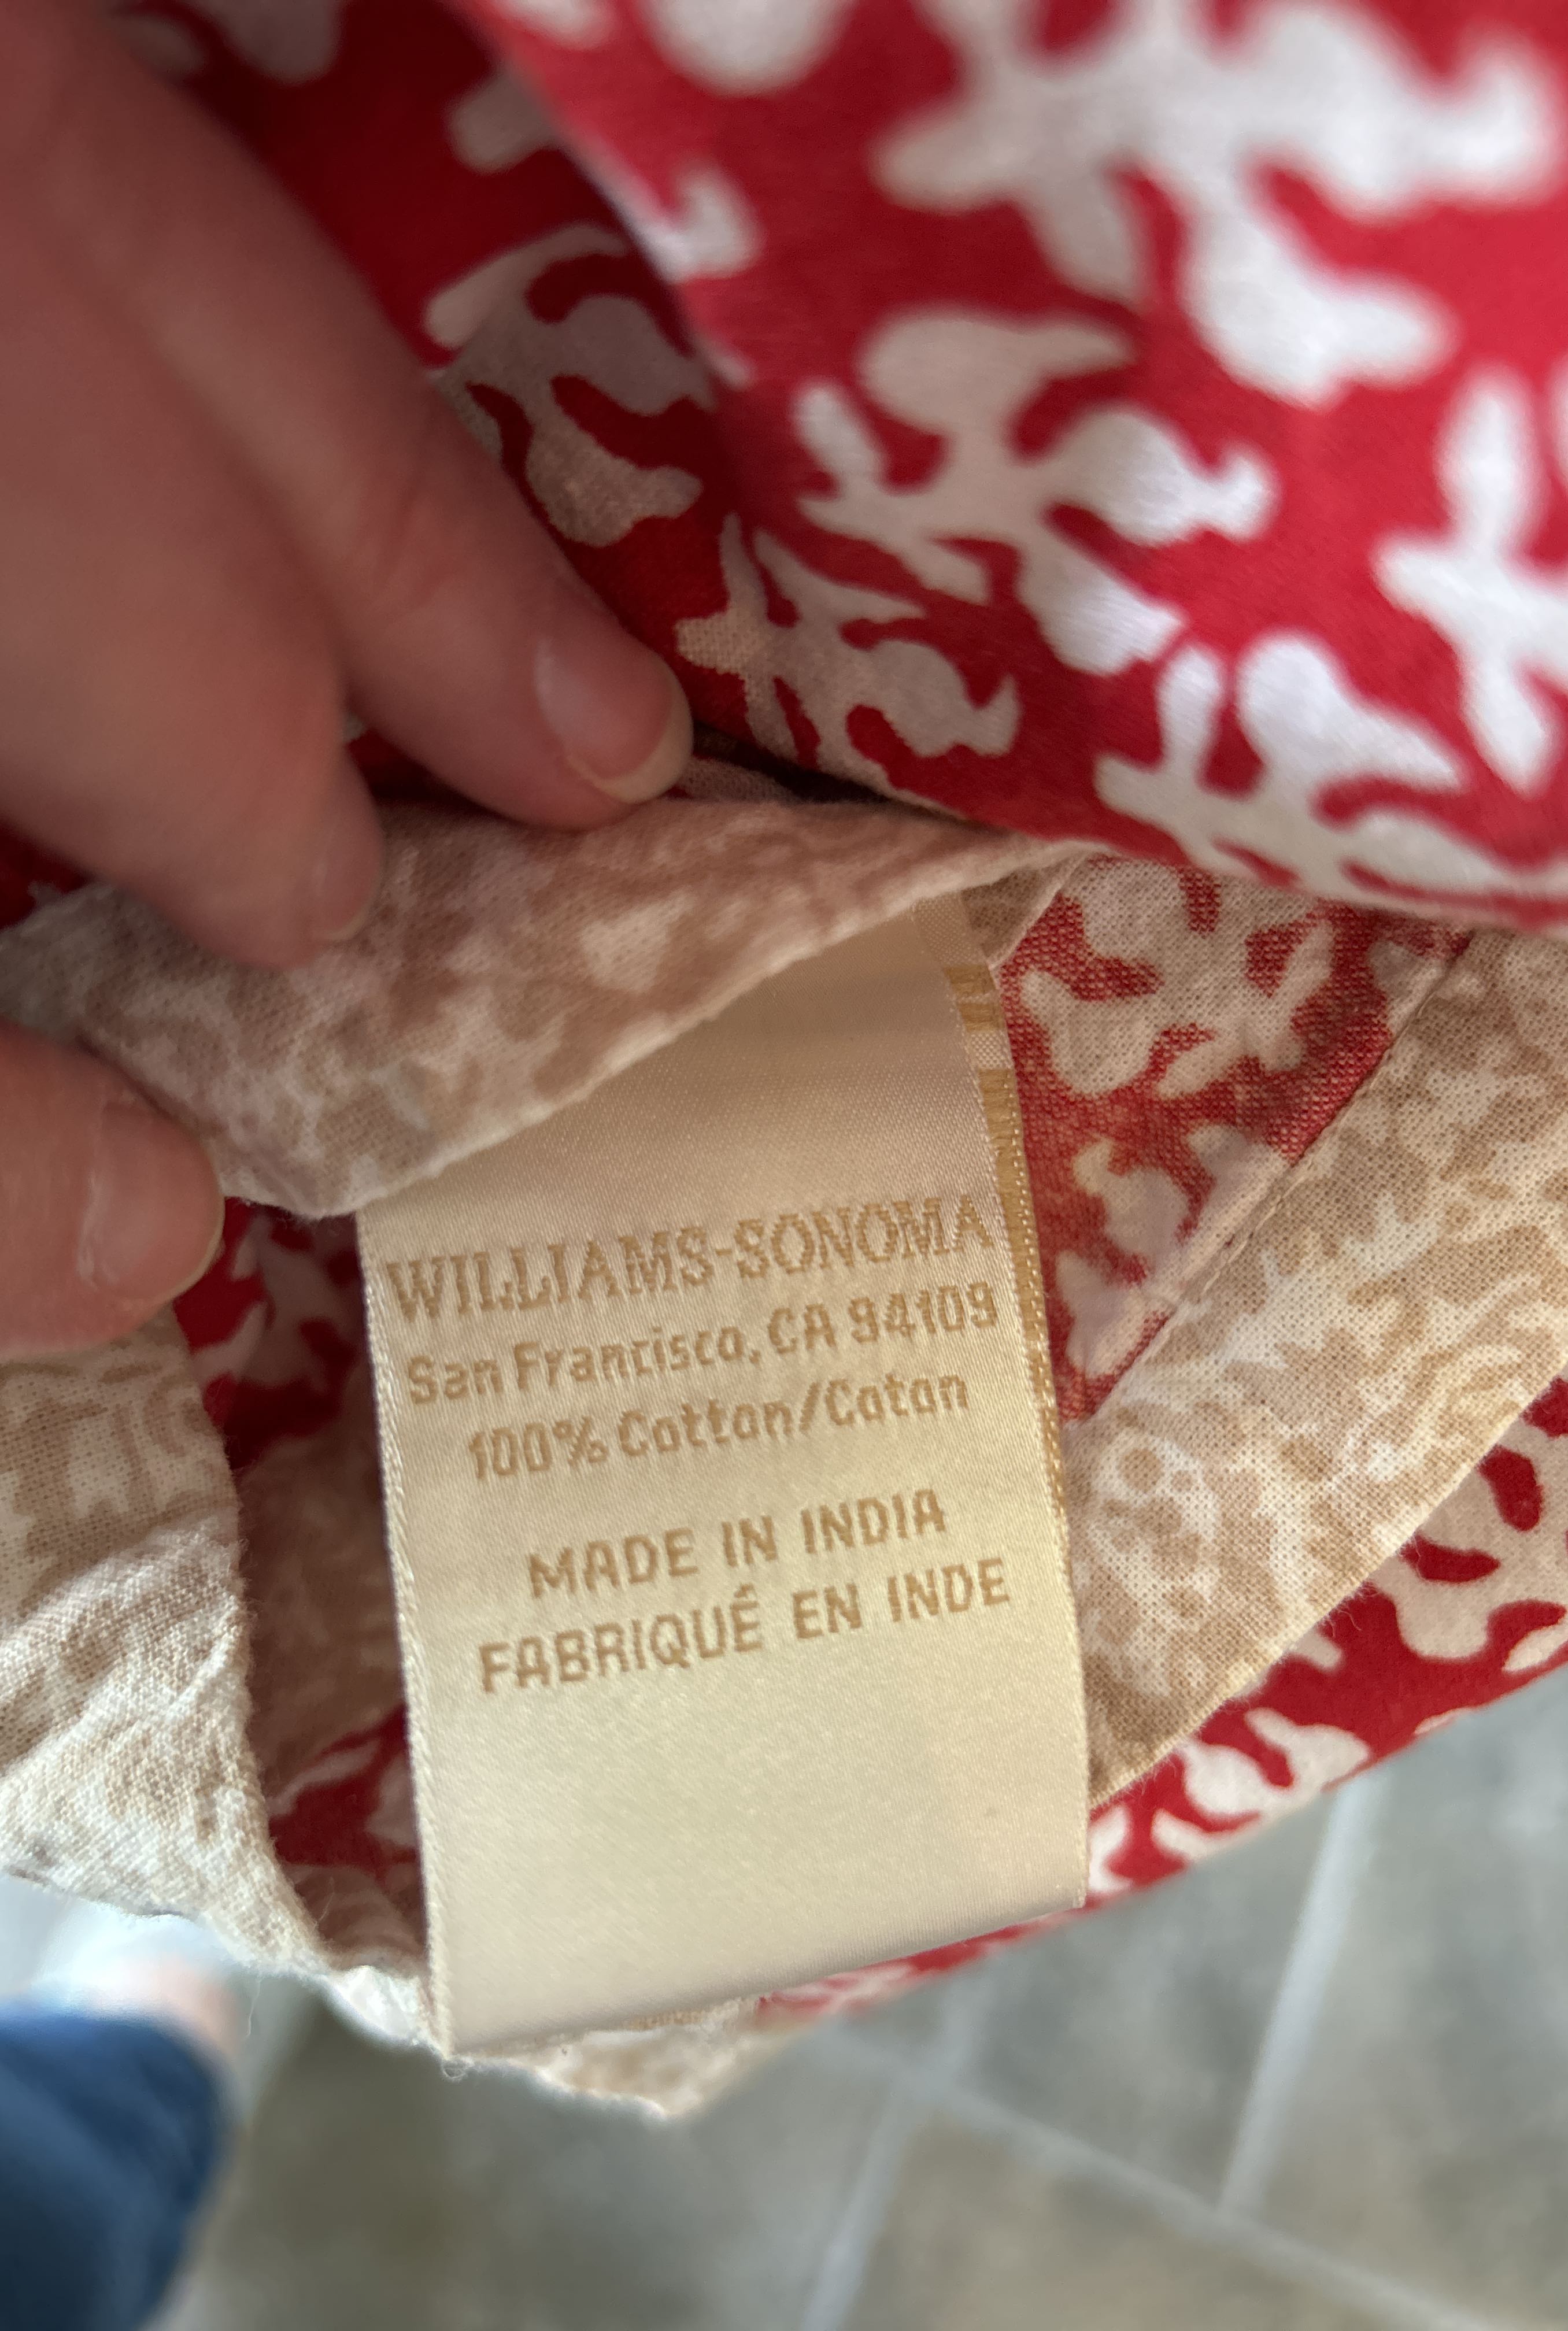 WILLIAMS-SONOMA
San Francisco, CA 94109
100% Cotton/Coton
MADE IN INDIA
FABRIQUÉ EN INDE